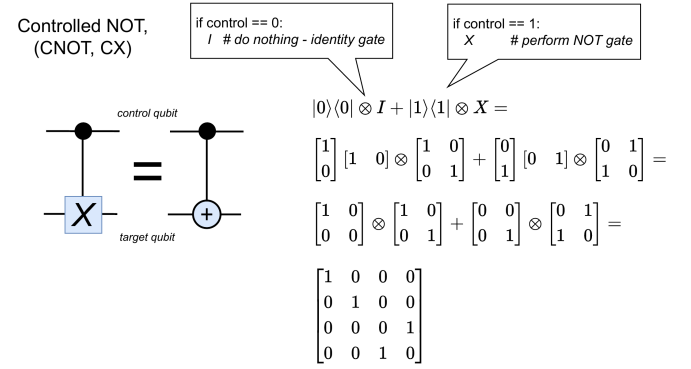 Controlled NOT,
(CNOT, CX)
if control == 0:
I # do nothing - identity gate
if control == 1:
X # perform NOT gate
control qubit
X
=
+
target qubit
|0⟩⟨0| ⊗ I + |1⟩⟨1| ⊗ X =
[1 0]ᵀ [1 0] ⊗ [1 0; 0 1] + [0 1]ᵀ [0 1] ⊗ [0 1; 1 0] =
[1 0; 0 0] ⊗ [1 0; 0 1] + [0 0; 0 1] ⊗ [0 1; 1 0] =
1 0 0 0
0 1 0 0
0 0 0 1
0 0 1 0